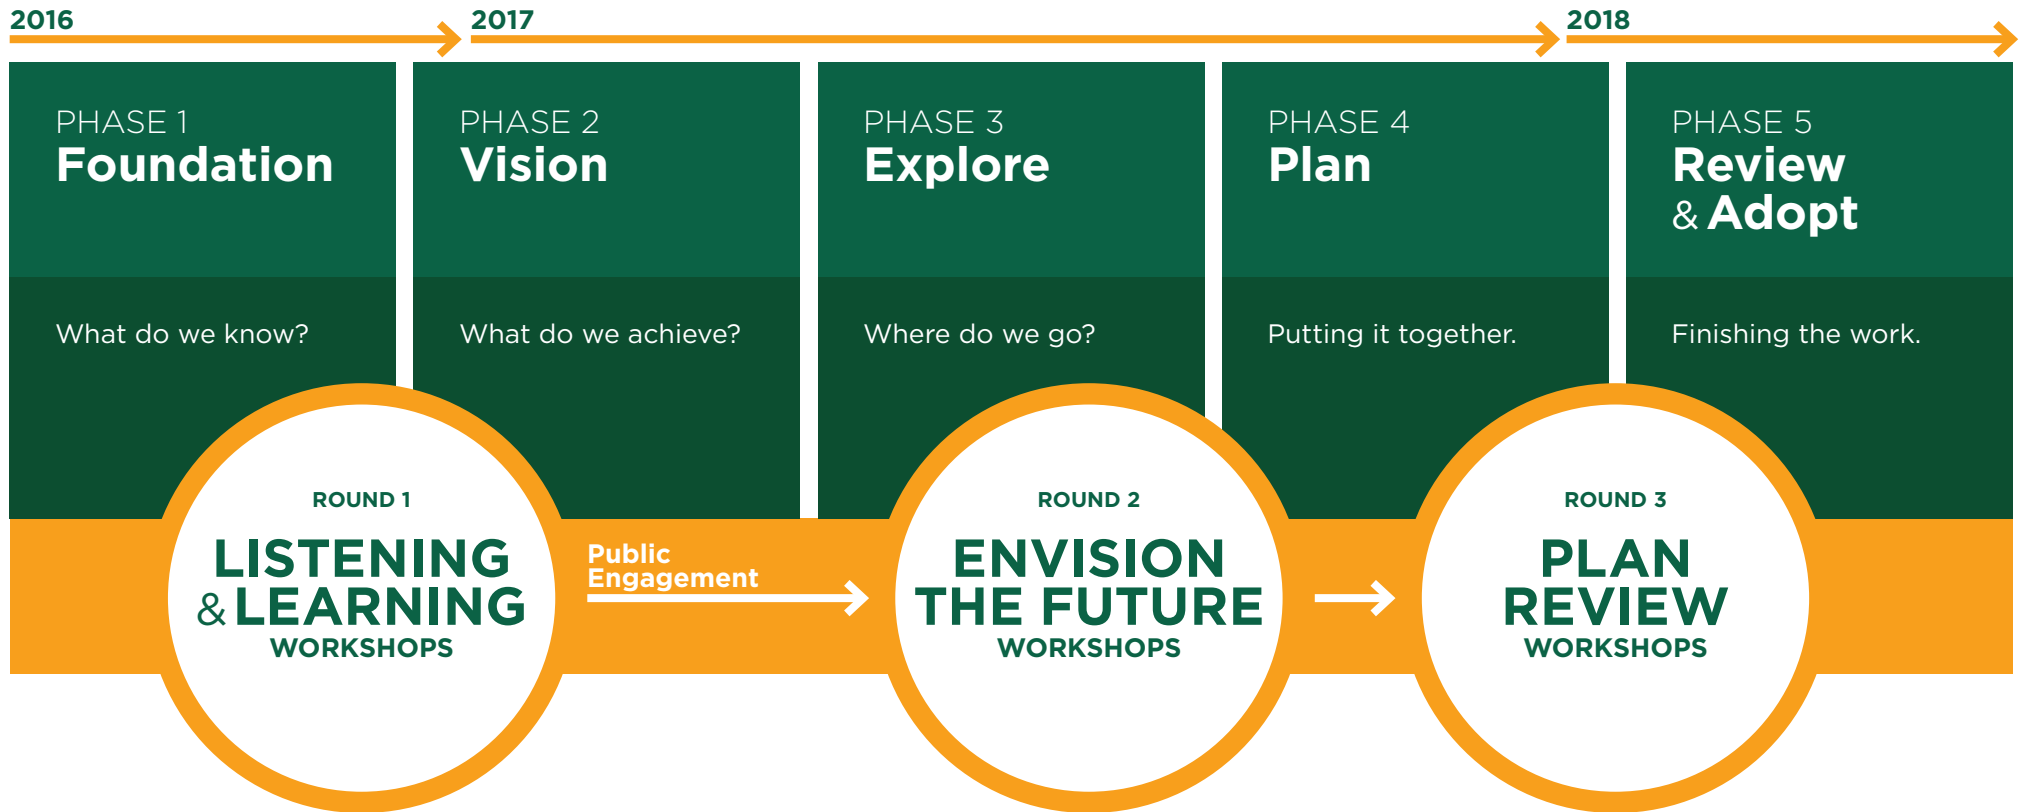 2016
2017
2018
PHASE 1
Foundation
What do we know?
PHASE 2
Vision
What do we achieve?
PHASE 3
Explore
Where do we go?
PHASE 4
Plan
Putting it together.
PHASE 5
Review
& Adopt
Finishing the work.
ROUND 1
LISTENING
& LEARNING
WORKSHOPS
Public
Engagement
ROUND 2
ENVISION
THE FUTURE
WORKSHOPS
ROUND 3
PLAN
REVIEW
WORKSHOPS